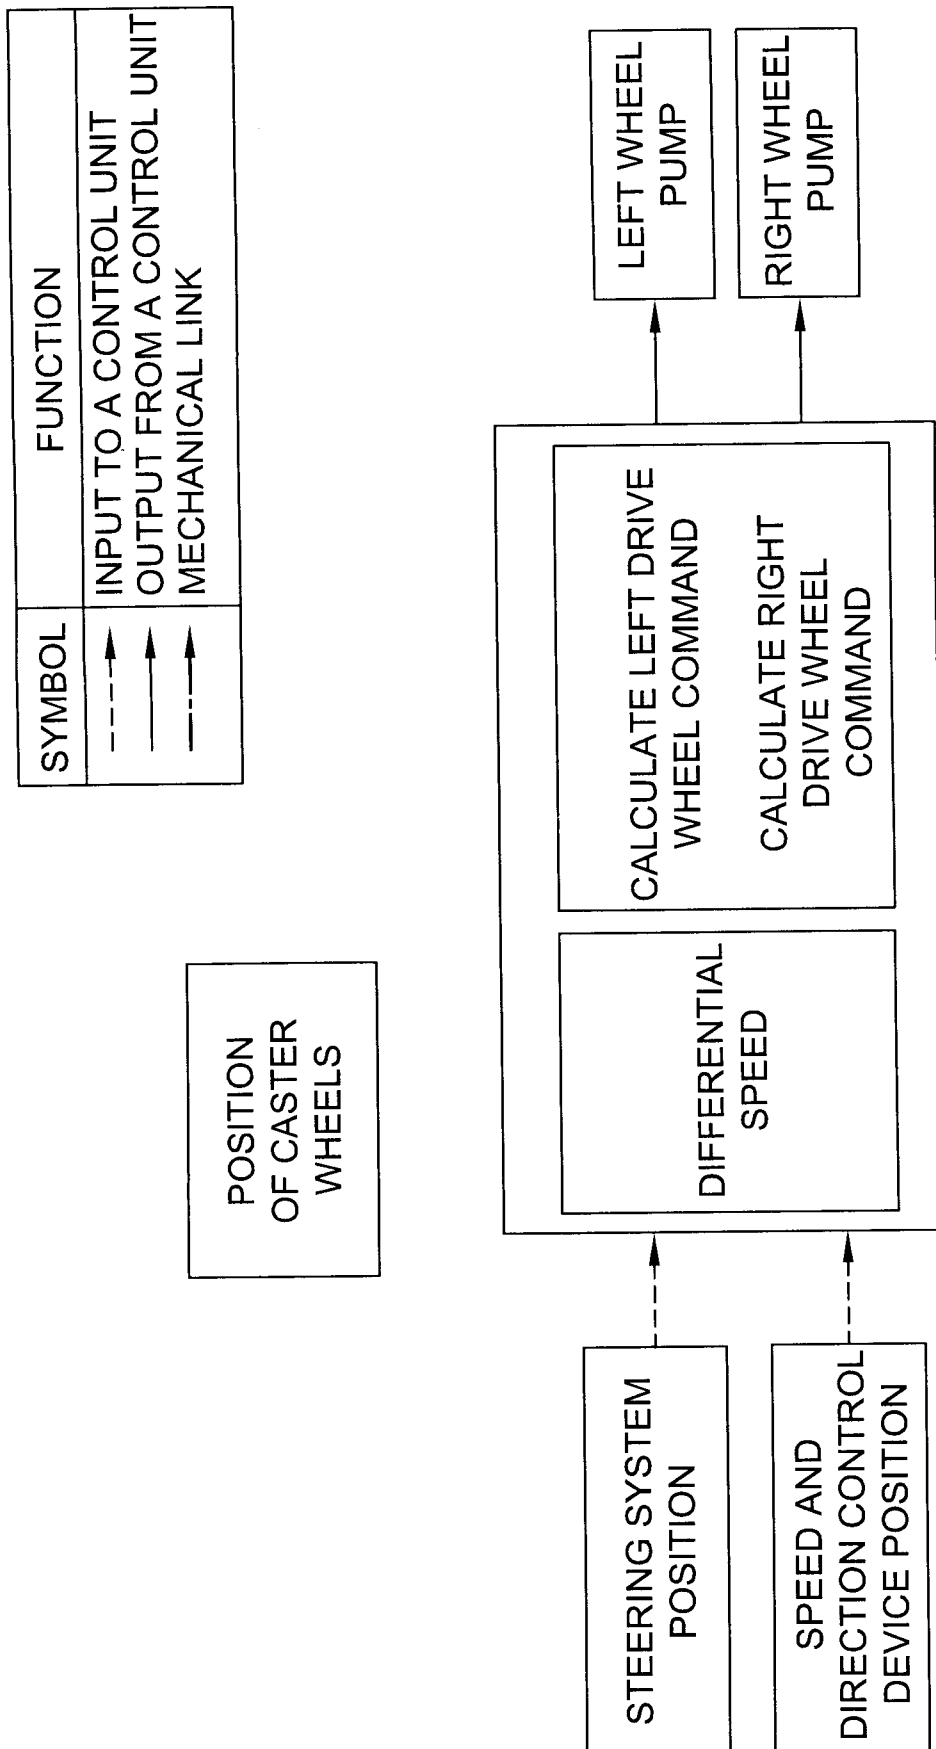 SYMBOL
FUNCTION
INPUT TO A CONTROL UNIT
OUTPUT FROM A CONTROL UNIT
MECHANICAL LINK
POSITION
OF CASTER
WHEELS
STEERING SYSTEM
POSITION
SPEED AND
DIRECTION CONTROL
DEVICE POSITION
DIFFERENTIAL
SPEED
CALCULATE LEFT DRIVE
WHEEL COMMAND
CALCULATE RIGHT
DRIVE WHEEL
COMMAND
LEFT WHEEL
PUMP
RIGHT WHEEL
PUMP